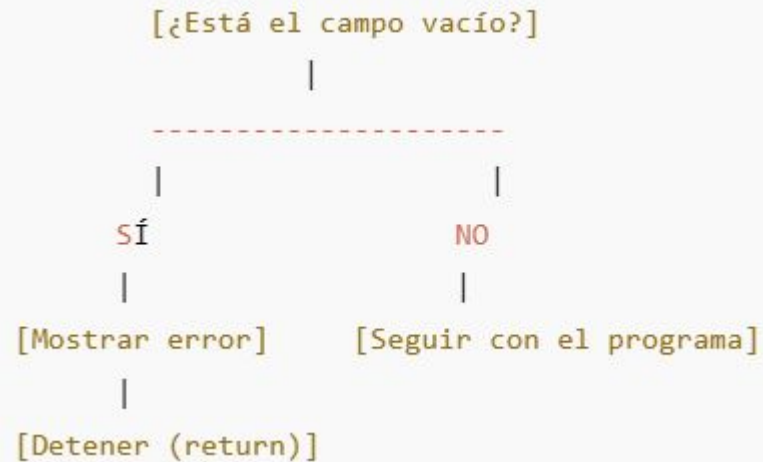 [¿Está el campo vacío?]
|
----------------------
| |
SÍ NO
| |
[Mostrar error] [Seguir con el programa]
|
[Detener (return)]